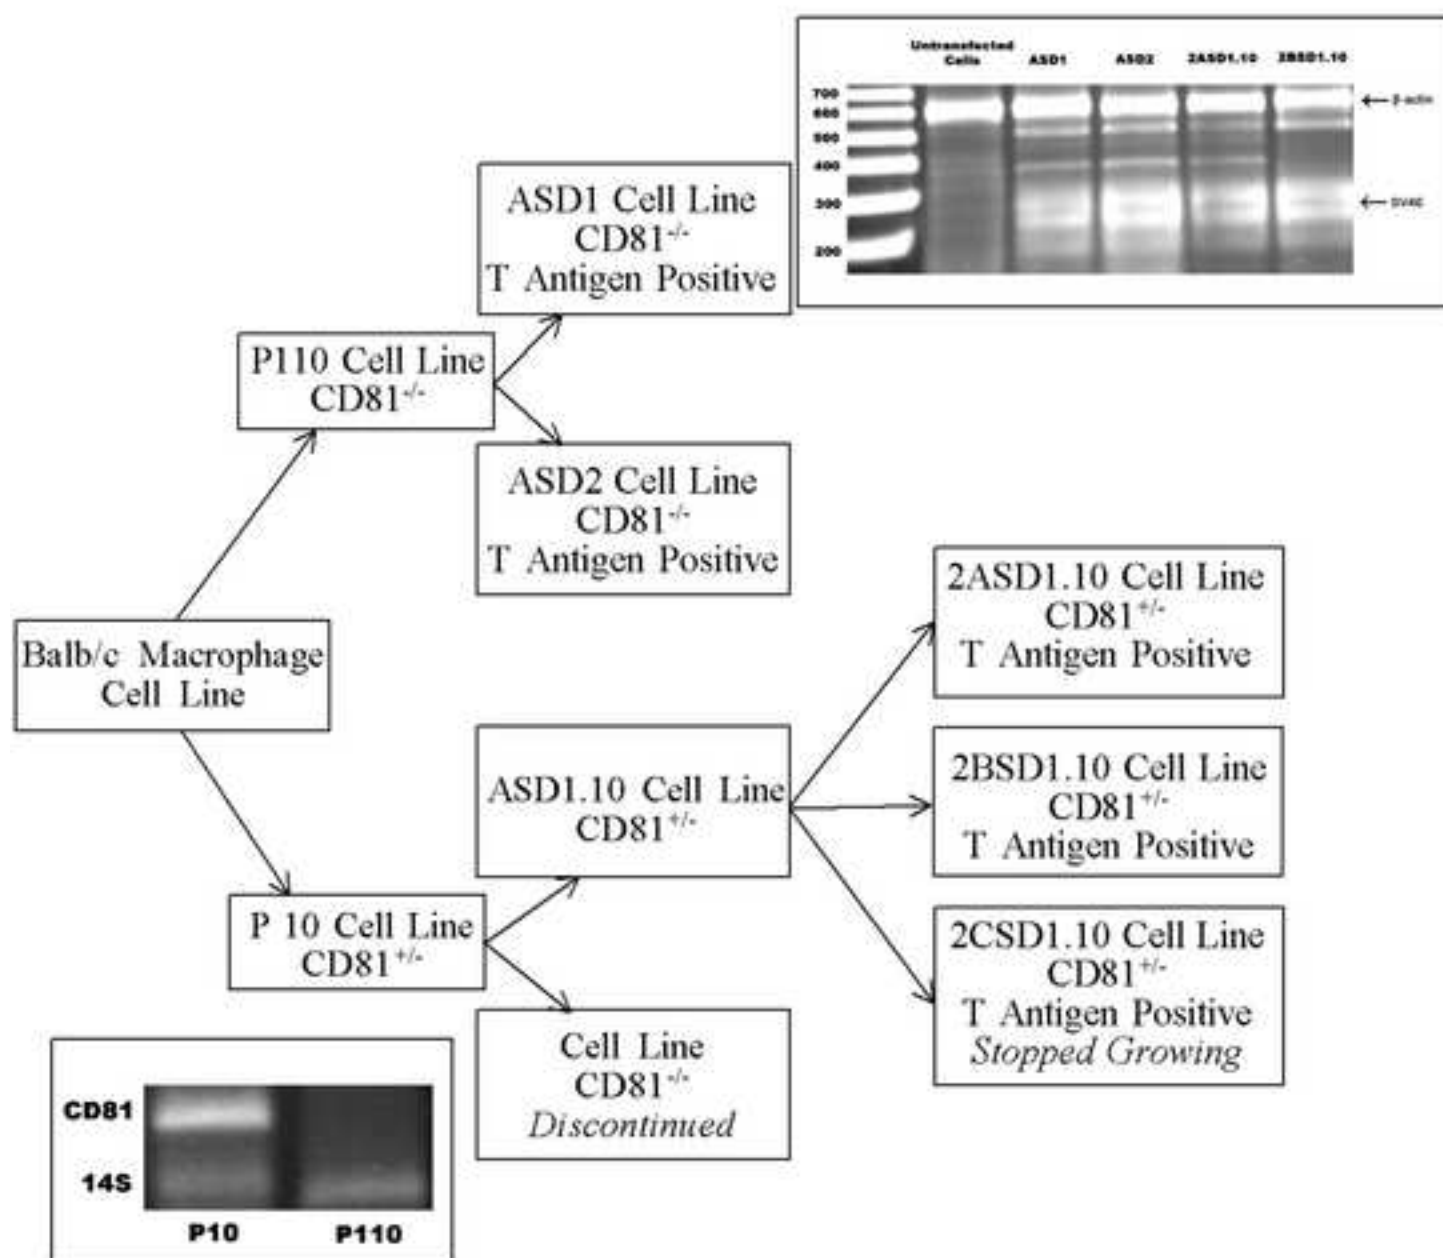 Untransfected
Cells
ASD1
ASD2
2ASD1.10
2BSD1.10
700
600
500
400
300
200
β-actin
SV40
ASD1 Cell Line
CD81-/-
T Antigen Positive
P110 Cell Line
CD81-/-
ASD2 Cell Line
CD81-/-
T Antigen Positive
Balb/c Macrophage
Cell Line
2ASD1.10 Cell Line
CD81+/-
T Antigen Positive
ASD1.10 Cell Line
CD81+/-
2BSD1.10 Cell Line
CD81+/-
T Antigen Positive
P 10 Cell Line
CD81+/-
2CSD1.10 Cell Line
CD81+/-
T Antigen Positive
Stopped Growing
Cell Line
CD81-/-
Discontinued
CD81
14S
P10
P110